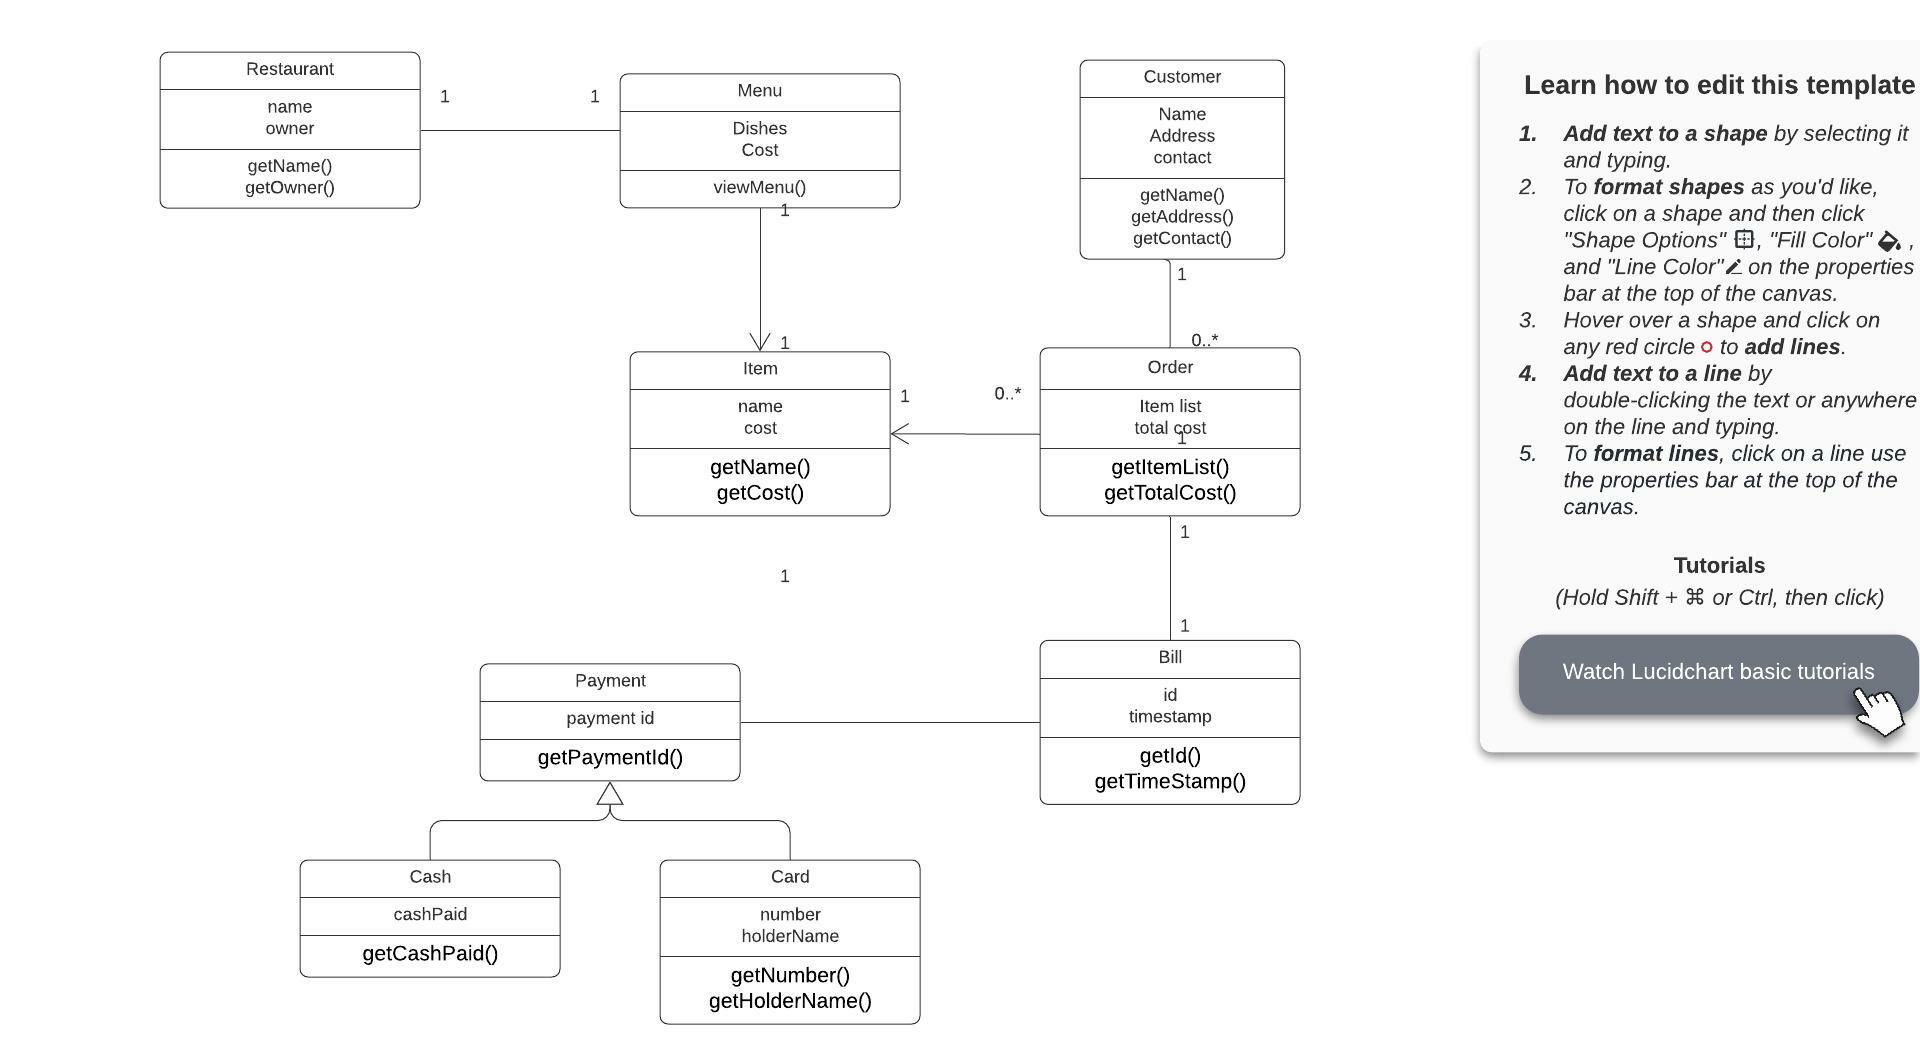 Restaurant
name
owner
getName()
getOwner()
1
1
Menu
Dishes
Cost
viewMenu()
1
1
Customer
Name
Address
contact
getName()
getAddress()
getContact()
1
0..*
Item
name
cost
getName()
getCost()
1
0..*
Order
Item list
total cost
1
getItemList()
getTotalCost()
1
1
1
Payment
payment id
getPaymentId()
Bill
id
timestamp
getId()
getTimeStamp()
Cash
cashPaid
getCashPaid()
Card
number
holderName
getNumber()
getHolderName()
Learn how to edit this template
1. Add text to a shape by selecting it
and typing.
2. To format shapes as you'd like,
click on a shape and then click
"Shape Options" , "Fill Color" ,
and "Line Color" on the properties
bar at the top of the canvas.
3. Hover over a shape and click on
any red circle to add lines.
4. Add text to a line by
double-clicking the text or anywhere
on the line and typing.
5. To format lines, click on a line use
the properties bar at the top of the
canvas.
Tutorials
(Hold Shift + ⌘ or Ctrl, then click)
Watch Lucidchart basic tutorials